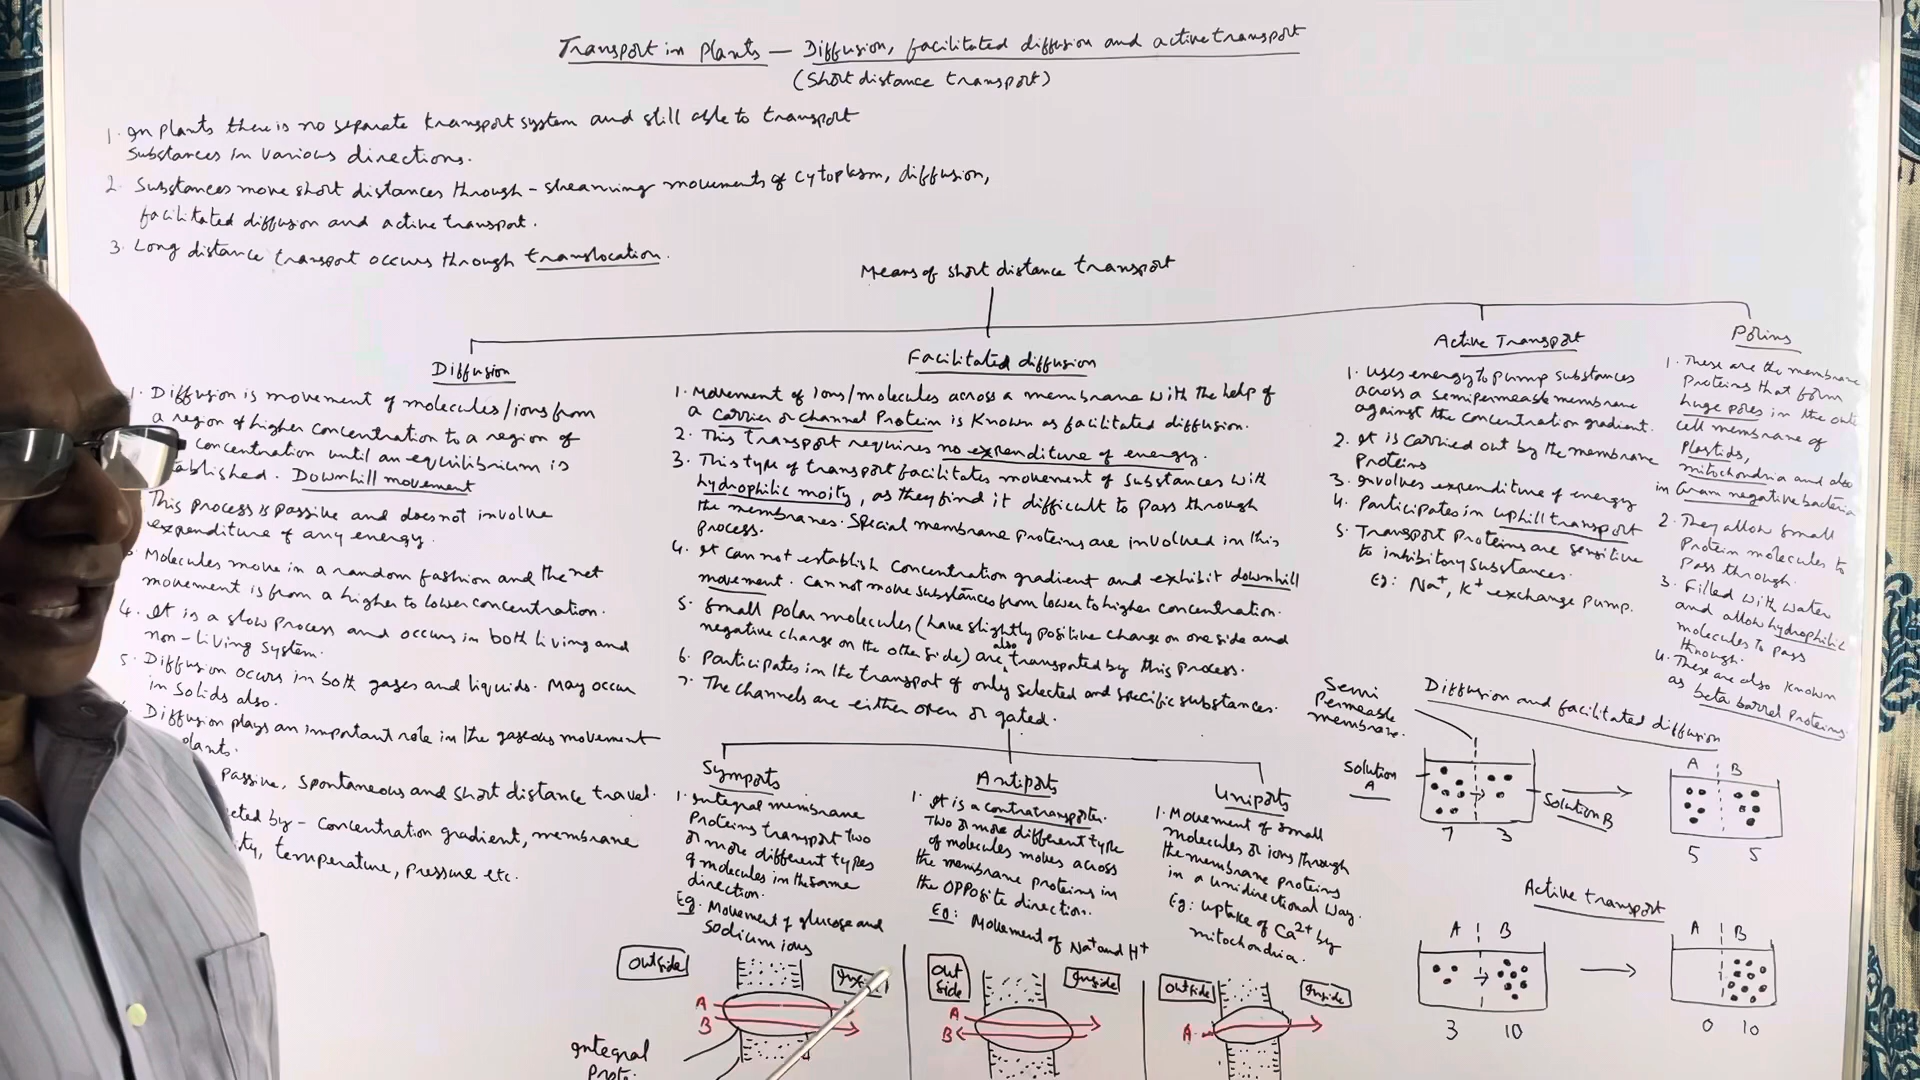 Transport in plants — Diffusion, facilitated diffusion and active transport
(Short distance transport)
1. In plants there is no separate transport system and still able to transport
substances in various directions.
2. Substances move short distances through - streaming movements of cytoplasm, diffusion,
facilitated diffusion and active transport.
3. Long distance transport occurs through translocation.
Means of short distance transport
Diffusion
1. Diffusion is movement of molecules/ions from
a region of higher concentration to a region of
concentration until an equilibrium is
ablished. Downhill movement
This process is passive and does not involve
expenditure of any energy.
Molecules move in a random fashion and the net
movement is from a higher to lower concentration.
4. It is a slow process and occurs in both living and
non-living system.
5. Diffusion occurs in both gases and liquids. May occur
in solids also.
Diffusion plays an important role in the gaseous movement
plants.
Passive, spontaneous and short distance travel.
cted by - concentration gradient, membrane
ity, temperature, pressure etc.
Facilitated diffusion
1. Movement of ions/molecules across a membrane with the help of
a carrier or channel protein is known as facilitated diffusion.
2. This transport requires no expenditure of energy.
3. This type of transport facilitates movement of substances with
hydrophilic moity, as they find it difficult to pass through
the membranes. Special membrane proteins are involved in this
process.
4. It can not establish concentration gradient and exhibit downhill
movement. Cannot move substances from lower to higher concentration.
5. Small polar molecules (have slightly positive charge on one side and
negative charge on the other side) are also transported by this process.
6. Participates in the transport of only selected and specific substances.
7. The channels are either open or gated.
Symports
1. Integral membrane
proteins transport two
or more different types
of molecules in the same
direction.
Eg. Movement of glucose and
sodium ions
Outside
A
B
Integral
Antiports
1. It is a contratransporter.
Two or more different type
of molecules moves across
the membrane proteins in
the opposite direction.
Eg: Movement of Na+ and H+
Out
side
Inside
A
B
Uniports
1. Movement of small
molecules or ions through
the membrane proteins
in a unidirectional way.
Eg: uptake of Ca2+ by
mitochondria.
Outside
Inside
A
Active Transport
1. Uses energy to pump substances
across a semipermeable membrane
against the concentration gradient.
2. It is carried out by the membrane
proteins
3. Involves expenditure of energy
4. Participates in uphill transport
5. Transport proteins are sensitive
to inhibitory substances.
Eg: Na+, K+ exchange pump.
Porins
1. These are the membrane
proteins that form
huge pores in the oute
cell membrane of
plastids,
mitochondria and also
in Gram negative bacteria
2. They allow small
protein molecules to
pass through.
3. Filled with water
and allow hydrophilic
molecules to pass
through.
4. These are also known
as beta barrel proteins.
Semi
Permeable
membrane.
Diffusion and facilitated diffusion
Solution
A
Solution B
7 3
A B
5 5
Active transport
A B
3 10
A B
0 10